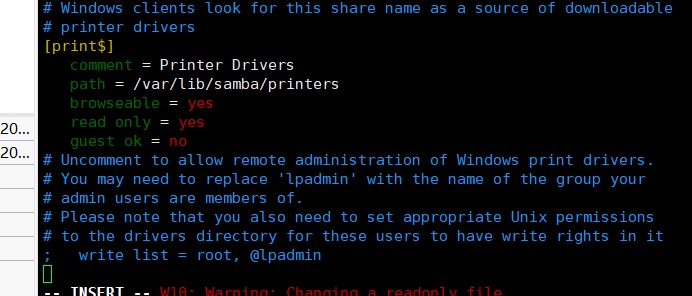 # Windows clients look for this share name as a source of downloadable
# printer drivers
[print$]
comment = Printer Drivers
path = /var/lib/samba/printers
browseable = yes
read only = yes
guest ok = no
# Uncomment to allow remote administration of Windows print drivers.
# You may need to replace 'lpadmin' with the name of the group your
# admin users are members of.
# Please note that you also need to set appropriate Unix permissions
# to the drivers directory for these users to have write rights in it
;   write list = root, @lpadmin
-- INSERT -- W10: Warning: Changing a readonly file
20...
20...